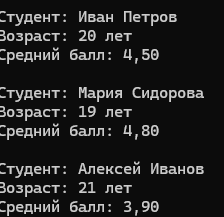 Студент: Иван Петров
Возраст: 20 лет
Средний балл: 4,50
Студент: Мария Сидорова
Возраст: 19 лет
Средний балл: 4,80
Студент: Алексей Иванов
Возраст: 21 лет
Средний балл: 3,90